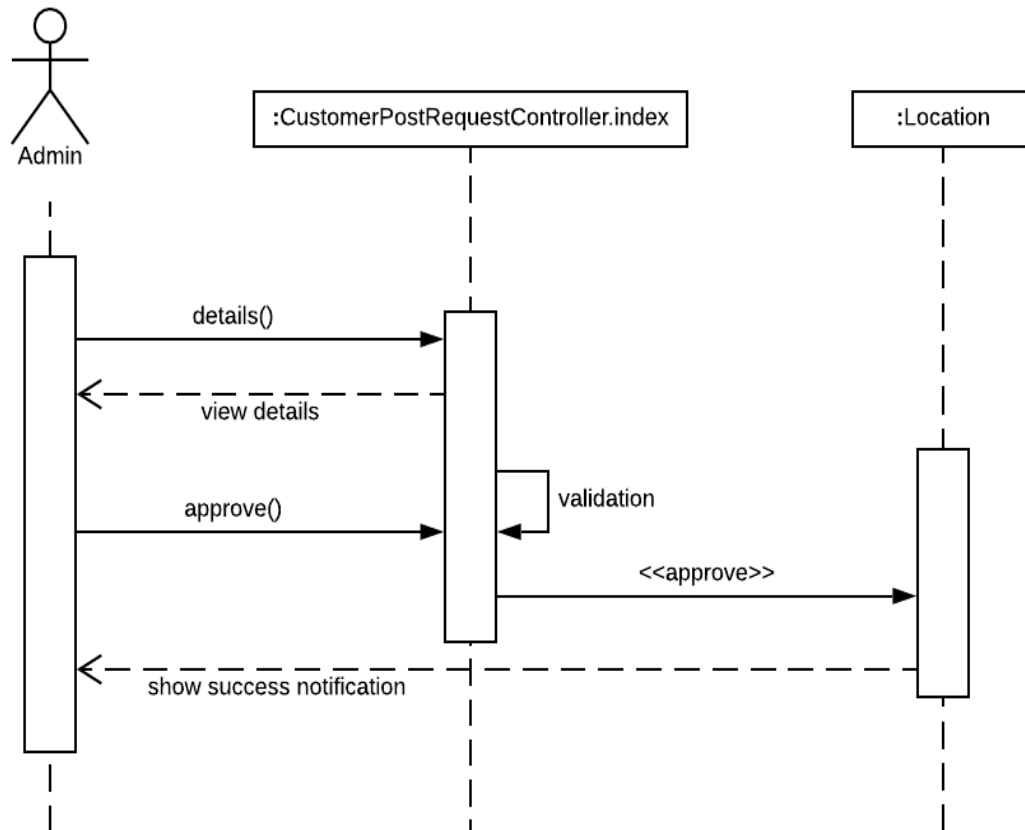 :CustomerPostRequestController.index
:Location
Admin
details()
view details
validation
approve()
<<approve>>
show success notification